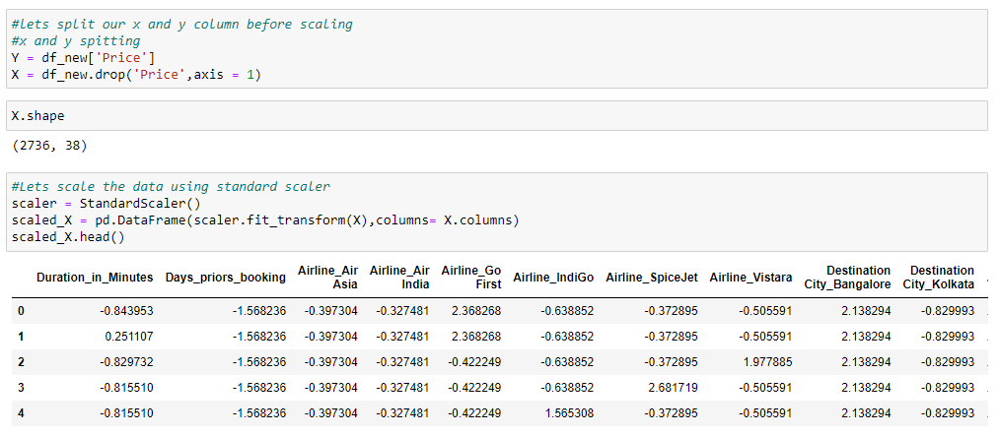 #Lets split our x and y column before scaling
#x and y spitting
Y = df_new['Price']
X = df_new.drop('Price',axis = 1)
X.shape
(2736, 38)
#Lets scale the data using standard scaler
scaler = StandardScaler()
scaled_X = pd.DataFrame(scaler.fit_transform(X),columns= X.columns)
scaled_X.head()
Duration_in_Minutes Days_priors_booking Airline_Air Asia Airline_Air India Airline_Go First Airline_IndiGo Airline_SpiceJet Airline_Vistara Destination City_Bangalore Destination City_Kolkata
0 -0.843953 -1.568236 -0.397304 -0.327481 2.368268 -0.638852 -0.372895 -0.505591 2.138294 -0.829993
1 0.251107 -1.568236 -0.397304 -0.327481 2.368268 -0.638852 -0.372895 -0.505591 2.138294 -0.829993
2 -0.829732 -1.568236 -0.397304 -0.327481 -0.422249 -0.638852 -0.372895 1.977885 2.138294 -0.829993
3 -0.815510 -1.568236 -0.397304 -0.327481 -0.422249 -0.638852 2.681719 -0.505591 2.138294 -0.829993
4 -0.815510 -1.568236 -0.397304 -0.327481 -0.422249 1.565308 -0.372895 -0.505591 2.138294 -0.829993